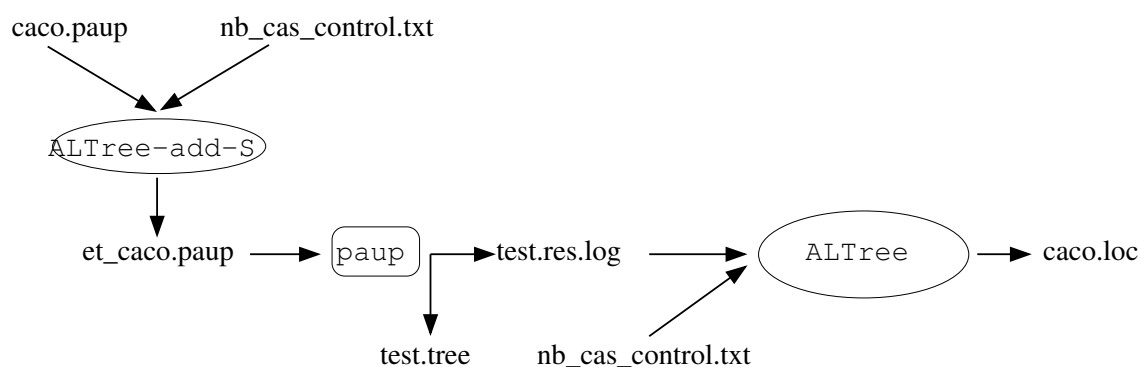 caco.paup nb_cas_control.txt
ALTree-add-S
et_caco.paup paup test.res.log ALTree caco.loc
test.tree nb_cas_control.txt